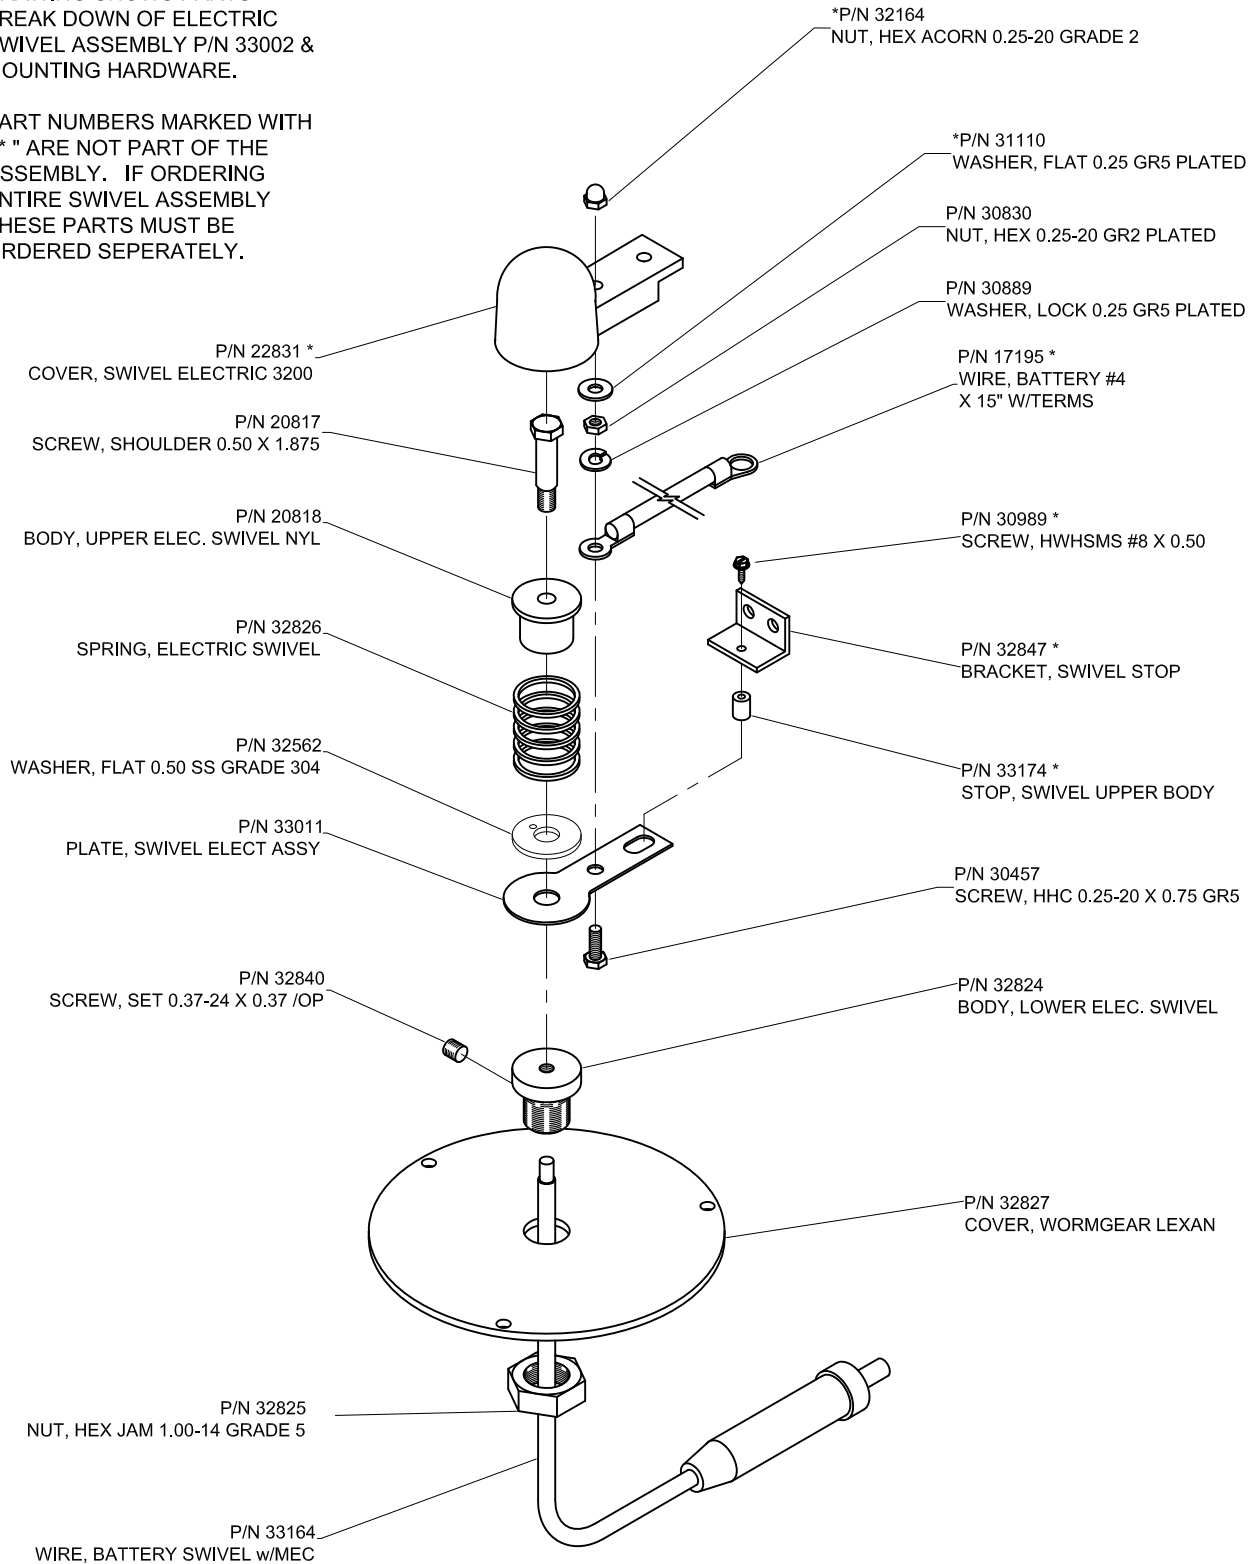 REAK DOWN OF ELECTRIC
WIVEL ASSEMBLY P/N 33002 &
OUNTING HARDWARE.
ART NUMBERS MARKED WITH
* " ARE NOT PART OF THE
SSEMBLY. IF ORDERING
NTIRE SWIVEL ASSEMBLY
HESE PARTS MUST BE
RDERED SEPERATELY.
*P/N 32164
NUT, HEX ACORN 0.25-20 GRADE 2
*P/N 31110
WASHER, FLAT 0.25 GR5 PLATED
P/N 30830
NUT, HEX 0.25-20 GR2 PLATED
P/N 30889
WASHER, LOCK 0.25 GR5 PLATED
P/N 22831 *
COVER, SWIVEL ELECTRIC 3200
P/N 17195 *
WIRE, BATTERY #4
X 15" W/TERMS
P/N 20817
SCREW, SHOULDER 0.50 X 1.875
P/N 20818
BODY, UPPER ELEC. SWIVEL NYL
P/N 30989 *
SCREW, HWHSMS #8 X 0.50
P/N 32826
SPRING, ELECTRIC SWIVEL
P/N 32847 *
BRACKET, SWIVEL STOP
P/N 32562
WASHER, FLAT 0.50 SS GRADE 304
P/N 33174 *
STOP, SWIVEL UPPER BODY
P/N 33011
PLATE, SWIVEL ELECT ASSY
P/N 30457
SCREW, HHC 0.25-20 X 0.75 GR5
P/N 32840
SCREW, SET 0.37-24 X 0.37 /OP
P/N 32824
BODY, LOWER ELEC. SWIVEL
P/N 32827
COVER, WORMGEAR LEXAN
P/N 32825
NUT, HEX JAM 1.00-14 GRADE 5
P/N 33164
WIRE, BATTERY SWIVEL w/MEC